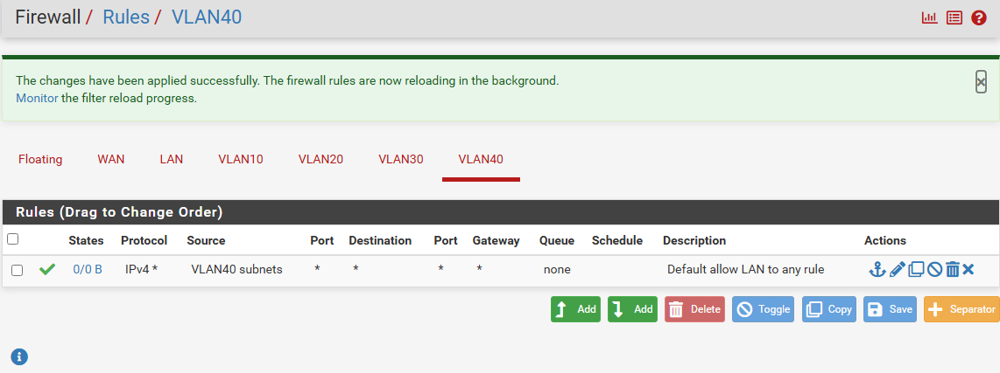 Firewall / Rules / VLAN40
The changes have been applied successfully. The firewall rules are now reloading in the background.
Monitor the filter reload progress.
Floating WAN LAN VLAN10 VLAN20 VLAN30 VLAN40
Rules (Drag to Change Order)
States Protocol Source Port Destination Port Gateway Queue Schedule Description Actions
0/0 B IPv4 * VLAN40 subnets * * * * none Default allow LAN to any rule
Add Add Delete Toggle Copy Save Separator